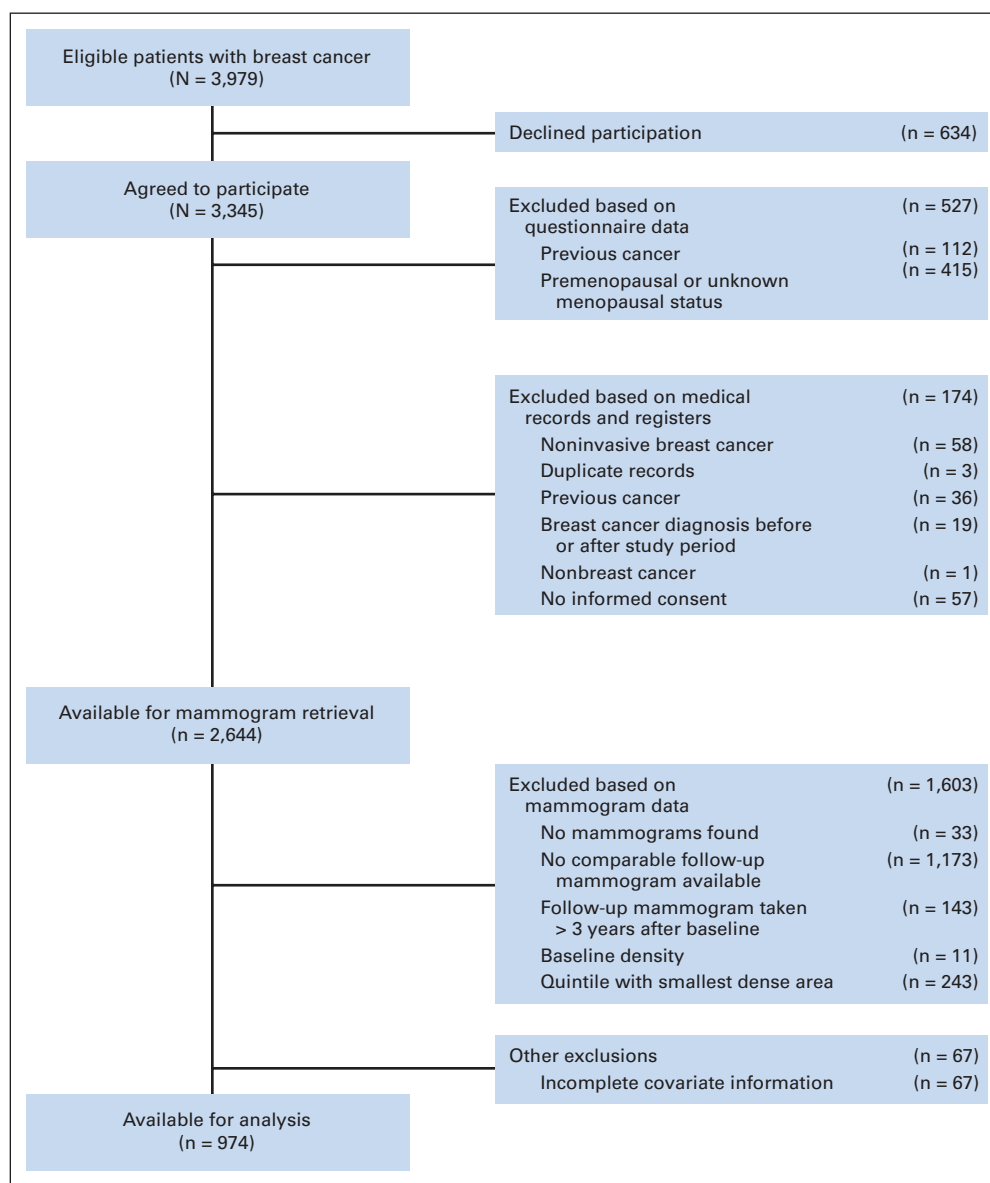 Eligible patients with breast cancer
(N = 3,979)
Declined participation (n = 634)
Agreed to participate
(N = 3,345)
Excluded based on (n = 527)
questionnaire data
Previous cancer (n = 112)
Premenopausal or unknown (n = 415)
menopausal status
Excluded based on medical (n = 174)
records and registers
Noninvasive breast cancer (n = 58)
Duplicate records (n = 3)
Previous cancer (n = 36)
Breast cancer diagnosis before (n = 19)
or after study period
Nonbreast cancer (n = 1)
No informed consent (n = 57)
Available for mammogram retrieval
(n = 2,644)
Excluded based on (n = 1,603)
mammogram data
No mammograms found (n = 33)
No comparable follow-up (n = 1,173)
mammogram available
Follow-up mammogram taken (n = 143)
> 3 years after baseline
Baseline density (n = 11)
Quintile with smallest dense area (n = 243)
Other exclusions (n = 67)
Incomplete covariate information (n = 67)
Available for analysis
(n = 974)